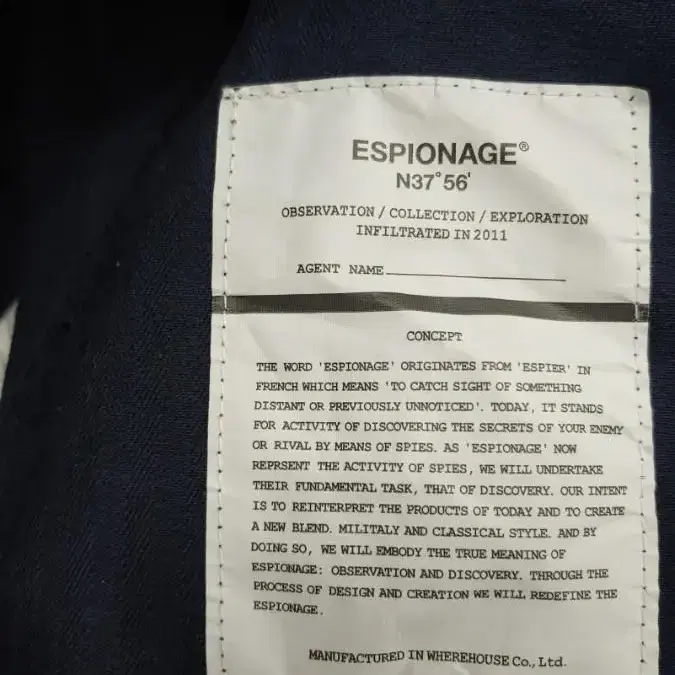 ESPIONAGE®
N37°56'
OBSERVATION / COLLECTION / EXPLORATION
INFILTRATED IN 2011
AGENT NAME
CONCEPT
THE WORD 'ESPIONAGE' ORIGINATES FROM 'ESPIER' IN
FRENCH WHICH MEANS 'TO CATCH SIGHT OF SOMETHING
DISTANT OR PREVIOUSLY UNNOTICED'. TODAY, IT STANDS
FOR ACTIVITY OF DISCOVERING THE SECRETS OF YOUR ENEMY
OR RIVAL BY MEANS OF SPIES. AS 'ESPIONAGE' NOW
REPRSENT THE ACTIVITY OF SPIES, WE WILL UNDERTAKE
THEIR FUNDAMENTAL TASK, THAT OF DISCOVERY. OUR INTENT
IS TO REINTERPRET THE PRODUCTS OF TODAY AND TO CREATE
A NEW BLEND. MILITALY AND CLASSICAL STYLE. AND BY
DOING SO, WE WILL EMBODY THE TRUE MEANING OF
ESPIONAGE: OBSERVATION AND DISCOVERY. THROUGH THE
PROCESS OF DESIGN AND CREATION WE WILL REDEFINE THE
ESPIONAGE.
MANUFACTURED IN WHEREHOUSE Co., Ltd.